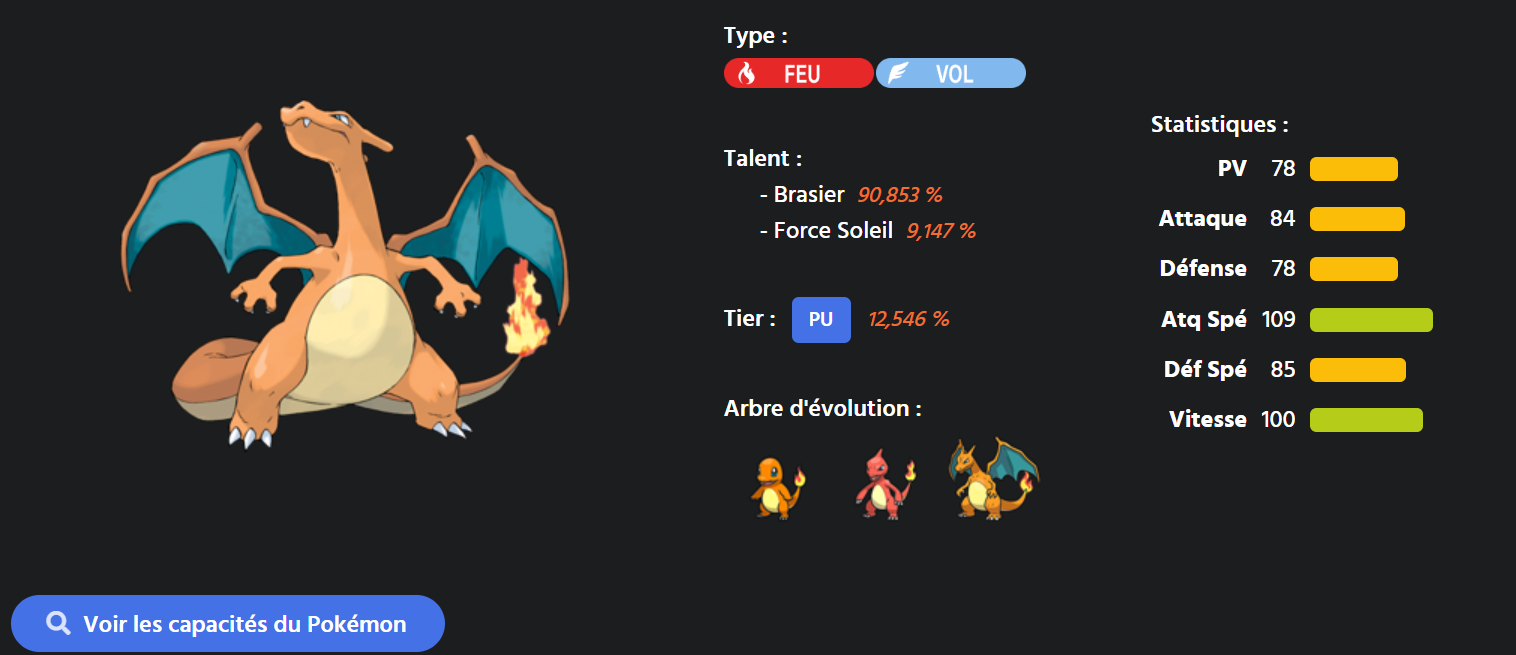 Type :
FEU
VOL
Talent :
- Brasier 90,853 %
- Force Soleil 9,147 %
Tier : PU 12,546 %
Arbre d'évolution :
Statistiques :
PV 78
Attaque 84
Défense 78
Atq Spé 109
Déf Spé 85
Vitesse 100
Voir les capacités du Pokémon